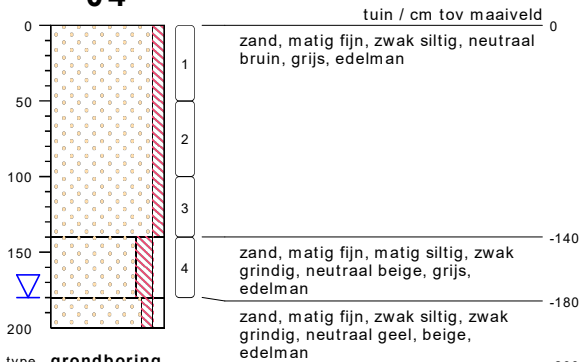 tuin / cm tov maaiveld
0
0
zand, matig fijn, zwak siltig, neutraal
bruin, grijs, edelman
1
50
2
100
3
-140
150
zand, matig fijn, matig siltig, zwak
grindig, neutraal beige, grijs,
edelman
4
-180
zand, matig fijn, zwak siltig, zwak
grindig, neutraal geel, beige,
edelman
200
type grondboring